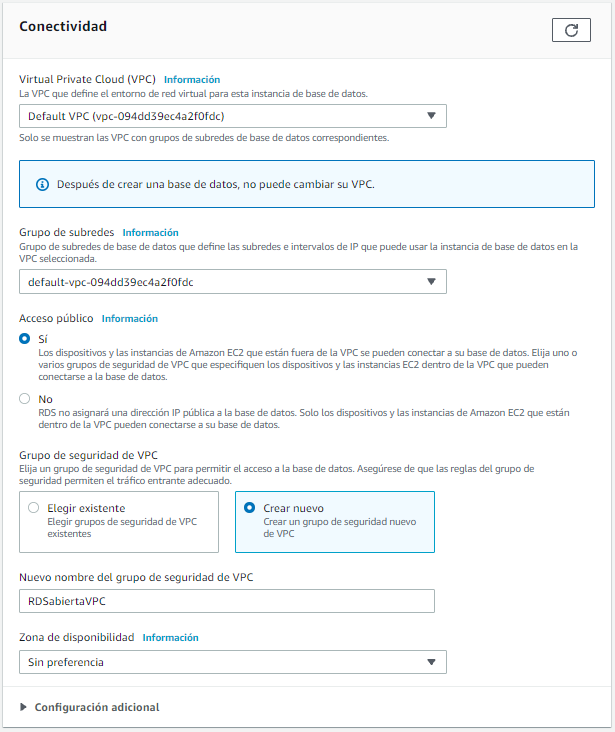 Conectividad
Virtual Private Cloud (VPC) Información
La VPC que define el entorno de red virtual para esta instancia de base de datos.
Default VPC (vpc-094dd39ec4a2f0fdc)
Solo se muestran las VPC con grupos de subredes de base de datos correspondientes.
Después de crear una base de datos, no puede cambiar su VPC.
Grupo de subredes Información
Grupo de subredes de base de datos que define las subredes e intervalos de IP que puede usar la instancia de base de datos en la
VPC seleccionada.
default-vpc-094dd39ec4a2f0fdc
Acceso público Información
Sí
Los dispositivos y las instancias de Amazon EC2 que están fuera de la VPC se pueden conectar a su base de datos. Elija uno o
varios grupos de seguridad de VPC que especifiquen los dispositivos y las instancias EC2 dentro de la VPC que pueden
conectarse a la base de datos.
No
RDS no asignará una dirección IP pública a la base de datos. Solo los dispositivos y las instancias de Amazon EC2 que están
dentro de la VPC pueden conectarse a su base de datos.
Grupo de seguridad de VPC
Elija un grupo de seguridad de VPC para permitir el acceso a la base de datos. Asegúrese de que las reglas del grupo de
seguridad permiten el tráfico entrante adecuado.
Elegir existente
Elegir grupos de seguridad de VPC
existentes
Crear nuevo
Crear un grupo de seguridad nuevo
de VPC
Nuevo nombre del grupo de seguridad de VPC
RDSabiertaVPC
Zona de disponibilidad Información
Sin preferencia
Configuración adicional